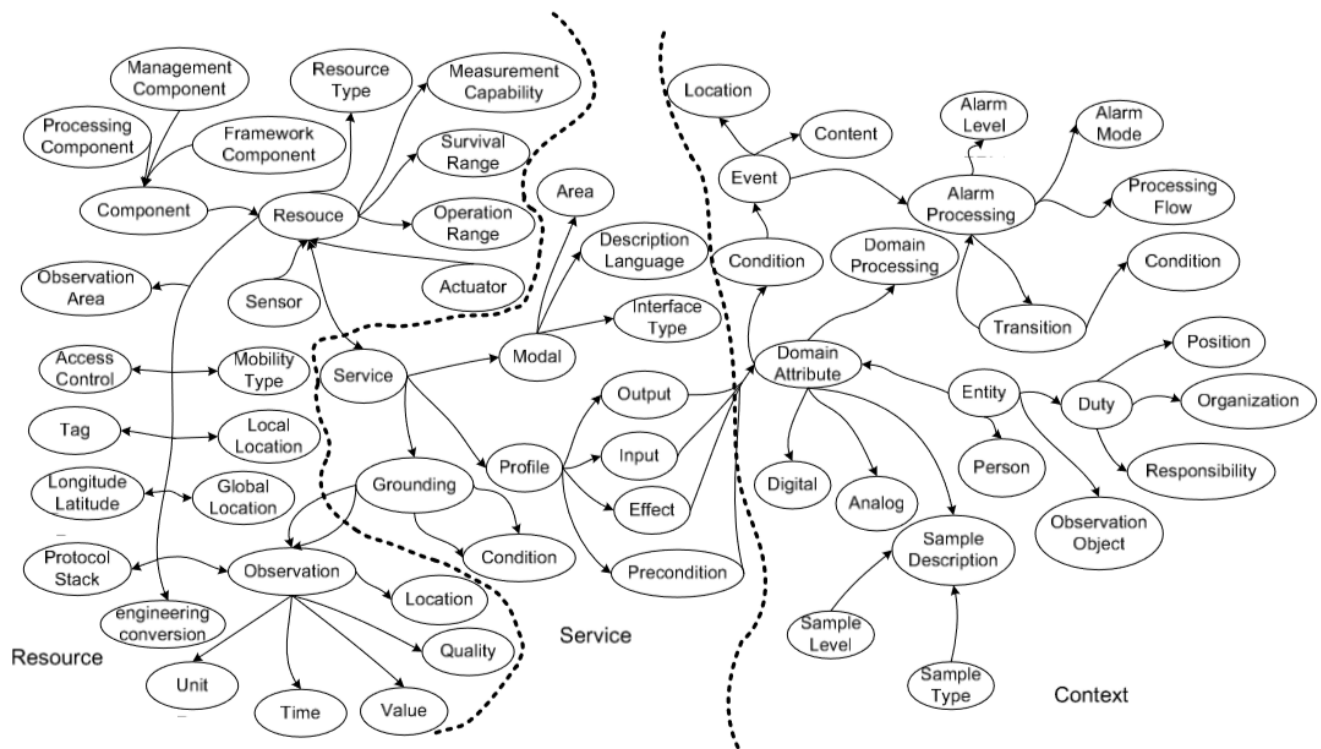 Management
Component
Resource
Type
Measurement
Capability
Processing
Component
Framework
Component
Survival
Range
Component
Resouce
Operation
Range
Observation
Area
Sensor
Actuator
Access
Control
Mobility
Type
Tag
Local
Location
Longitude
Latitude
Global
Location
Protocol
Stack
Observation
engineering
conversion
Location
Quality
Unit
Time
Value
Resource
Area
Description
Language
Interface
Type
Modal
Service
Output
Profile
Input
Grounding
Effect
Condition
Precondition
Service
Location
Content
Alarm
Level
Alarm
Mode
Event
Alarm
Processing
Processing
Flow
Condition
Domain
Processing
Condition
Transition
Domain
Attribute
Position
Entity
Duty
Organization
Person
Responsibility
Digital
Analog
Observation
Object
Sample
Description
Sample
Level
Sample
Type
Context